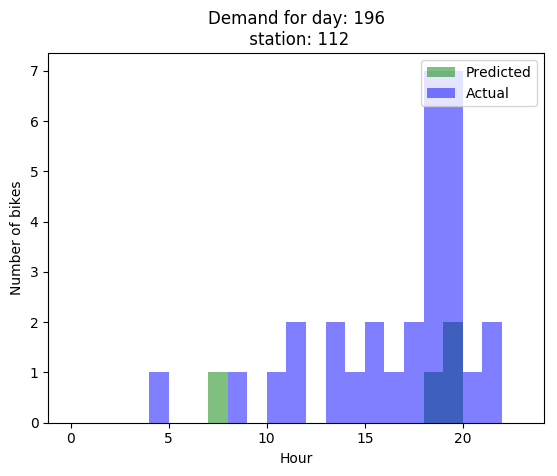 Demand for day: 196
station: 112
Predicted
Actual
Number of bikes
7
6
5
4
3
2
1
0
0 5 10 15 20
Hour